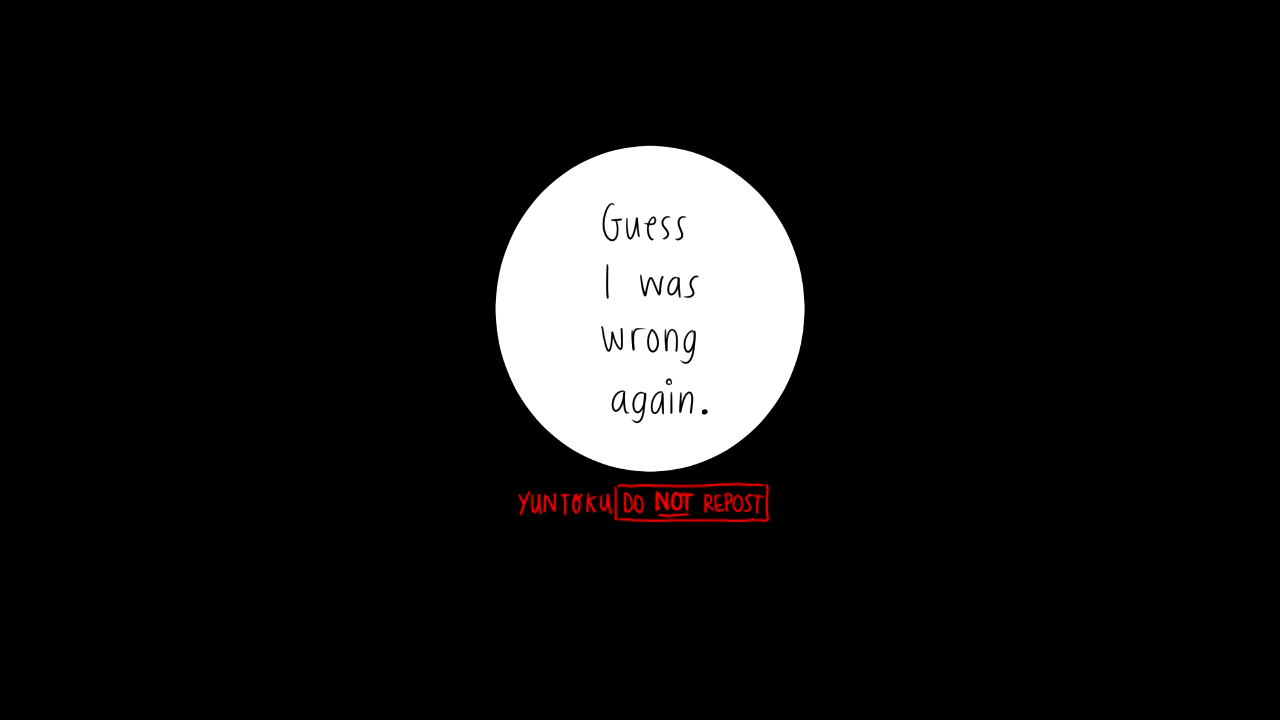 Guess
I was
wrong
again.
YUNTOKU DO NOT REPOST